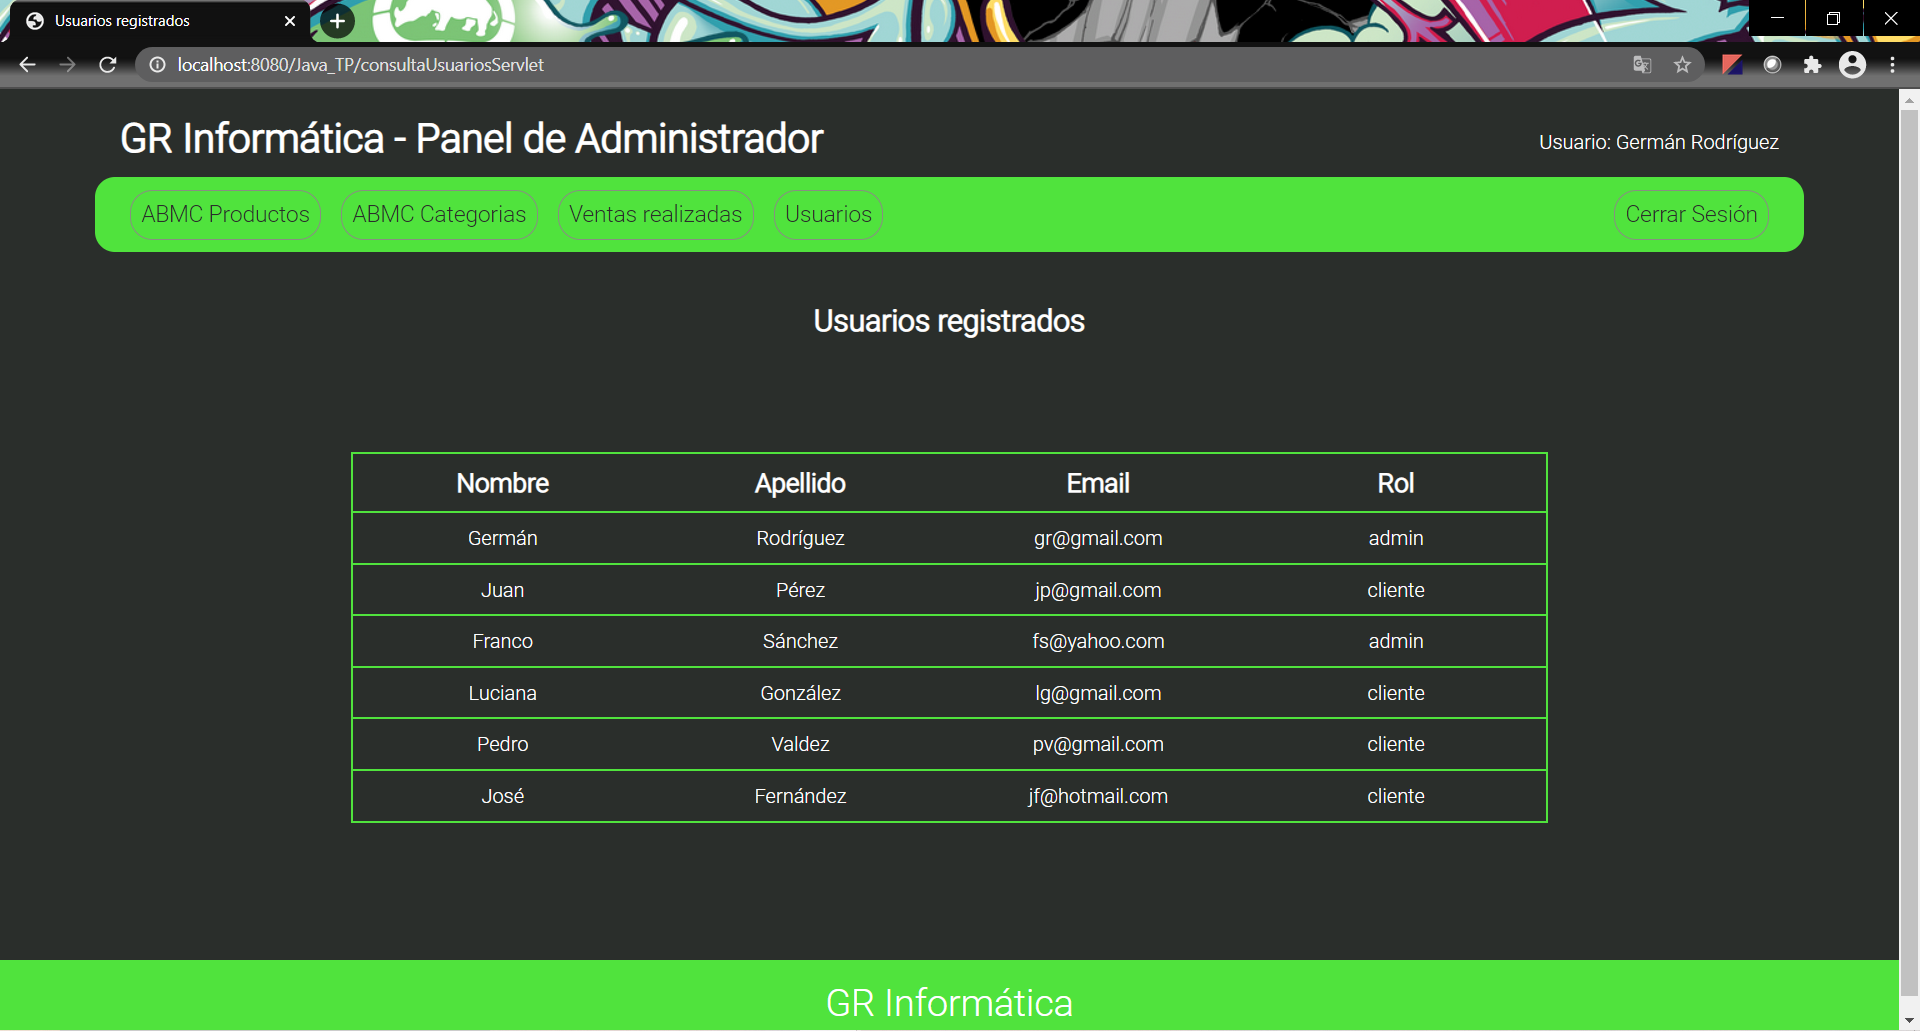 Usuarios registrados
localhost:8080/Java_TP/consultaUsuariosServlet
GR Informática - Panel de Administrador
Usuario: Germán Rodríguez
ABMC Productos ABMC Categorias Ventas realizadas Usuarios Cerrar Sesión
Usuarios registrados
Nombre Apellido Email Rol
Germán Rodríguez gr@gmail.com admin
Juan Pérez jp@gmail.com cliente
Franco Sánchez fs@yahoo.com admin
Luciana González lg@gmail.com cliente
Pedro Valdez pv@gmail.com cliente
José Fernández jf@hotmail.com cliente
GR Informática